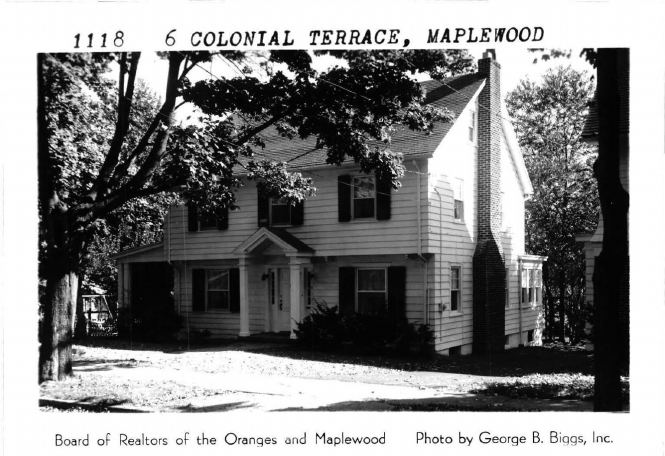 1118 6 COLONIAL TERRACE, MAPLEWOOD
Board of Realtors of the Oranges and Maplewood Photo by George B. Biggs, Inc.